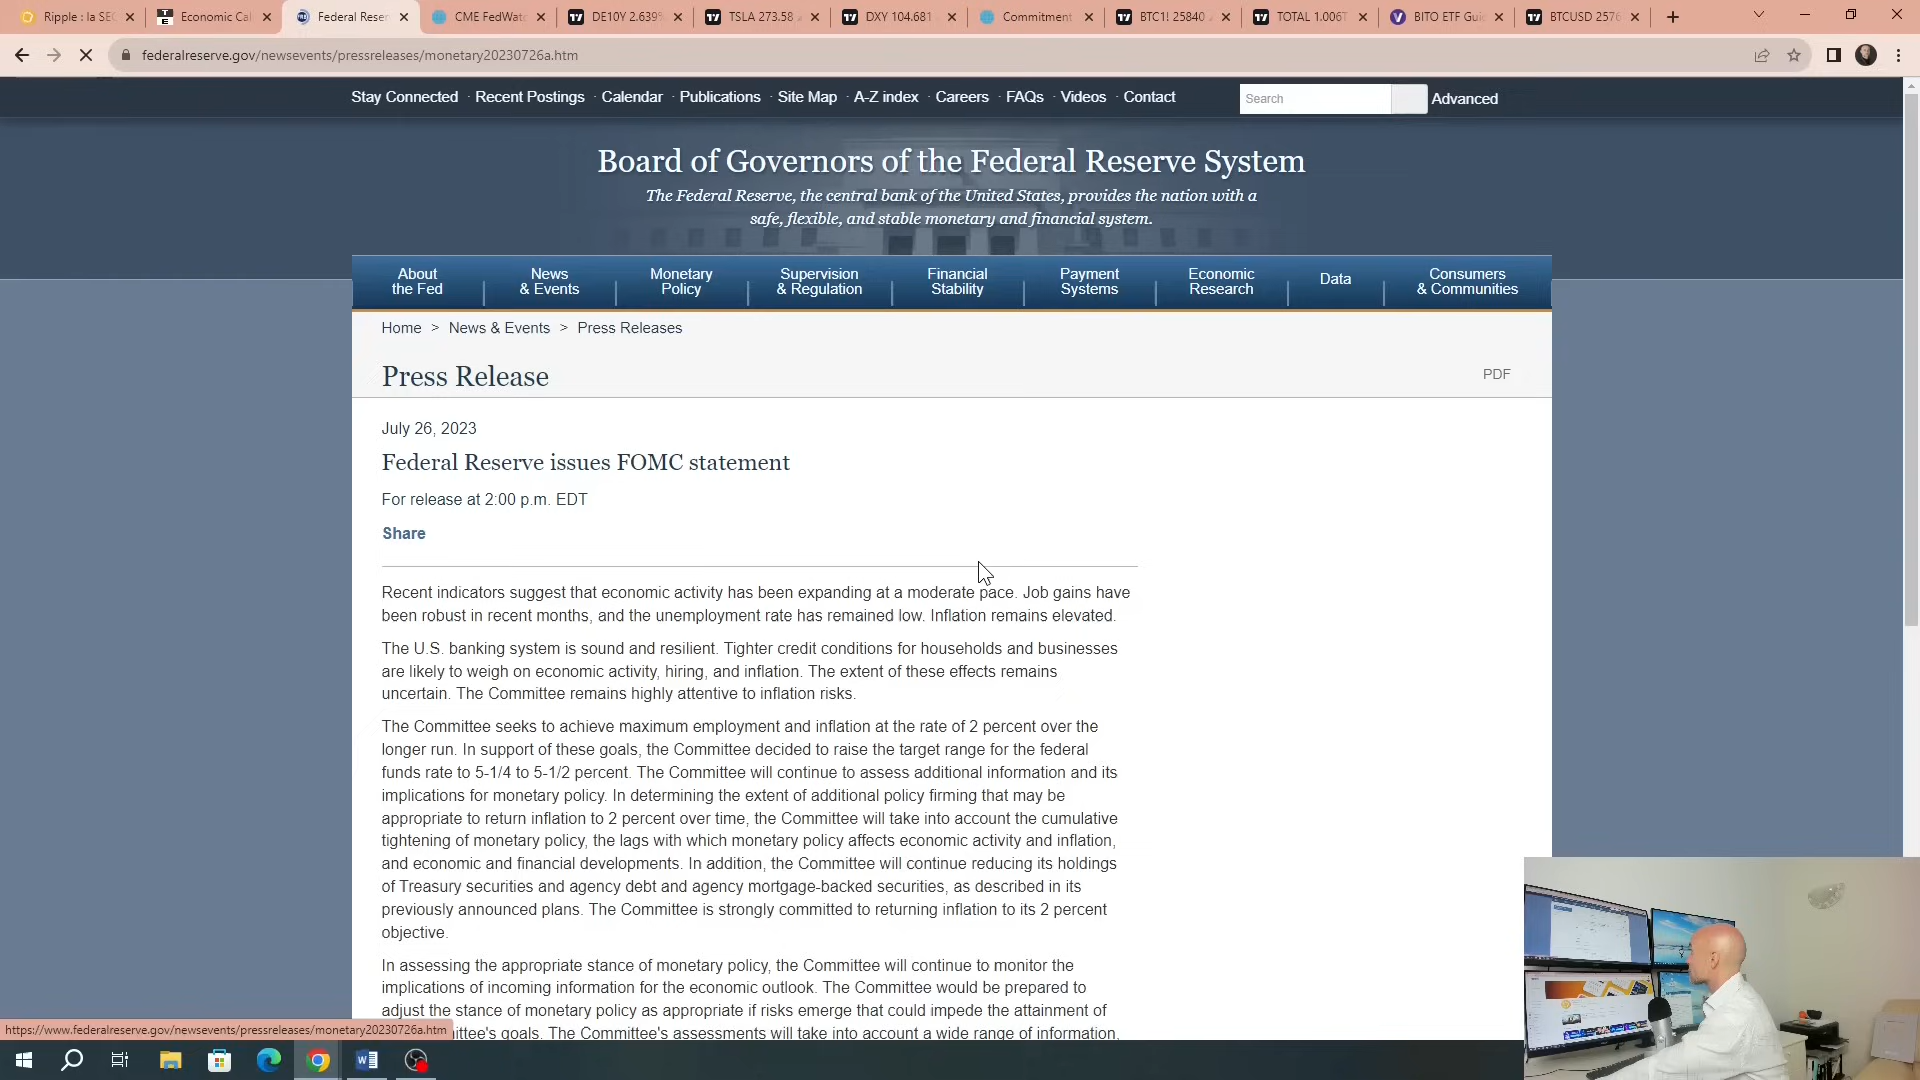 Ripple : la SEC
Economic Cal
Federal Reser
CME FedWat
DE10Y 2.639%
TSLA 273.58
DXY 104.681
Commitment
BTC1! 25840
TOTAL 1.006T
BITO ETF Gui
BTCUSD 2576
federalreserve.gov/newsevents/pressreleases/monetary20230726a.htm
Stay Connected · Recent Postings · Calendar · Publications · Site Map · A-Z index · Careers · FAQs · Videos · Contact
Search
Advanced
Board of Governors of the Federal Reserve System
The Federal Reserve, the central bank of the United States, provides the nation with a
safe, flexible, and stable monetary and financial system.
About
the Fed
News
& Events
Monetary
Policy
Supervision
& Regulation
Financial
Stability
Payment
Systems
Economic
Research
Data
Consumers
& Communities
Home > News & Events > Press Releases
Press Release
PDF
July 26, 2023
Federal Reserve issues FOMC statement
For release at 2:00 p.m. EDT
Share
Recent indicators suggest that economic activity has been expanding at a moderate pace. Job gains have
been robust in recent months, and the unemployment rate has remained low. Inflation remains elevated.
The U.S. banking system is sound and resilient. Tighter credit conditions for households and businesses
are likely to weigh on economic activity, hiring, and inflation. The extent of these effects remains
uncertain. The Committee remains highly attentive to inflation risks.
The Committee seeks to achieve maximum employment and inflation at the rate of 2 percent over the
longer run. In support of these goals, the Committee decided to raise the target range for the federal
funds rate to 5-1/4 to 5-1/2 percent. The Committee will continue to assess additional information and its
implications for monetary policy. In determining the extent of additional policy firming that may be
appropriate to return inflation to 2 percent over time, the Committee will take into account the cumulative
tightening of monetary policy, the lags with which monetary policy affects economic activity and inflation,
and economic and financial developments. In addition, the Committee will continue reducing its holdings
of Treasury securities and agency debt and agency mortgage-backed securities, as described in its
previously announced plans. The Committee is strongly committed to returning inflation to its 2 percent
objective.
In assessing the appropriate stance of monetary policy, the Committee will continue to monitor the
implications of incoming information for the economic outlook. The Committee would be prepared to
adjust the stance of monetary policy as appropriate if risks emerge that could impede the attainment of
ittee's goals. The Committee's assessments will take into account a wide range of information,
https://www.federalreserve.gov/newsevents/pressreleases/monetary20230726a.htm